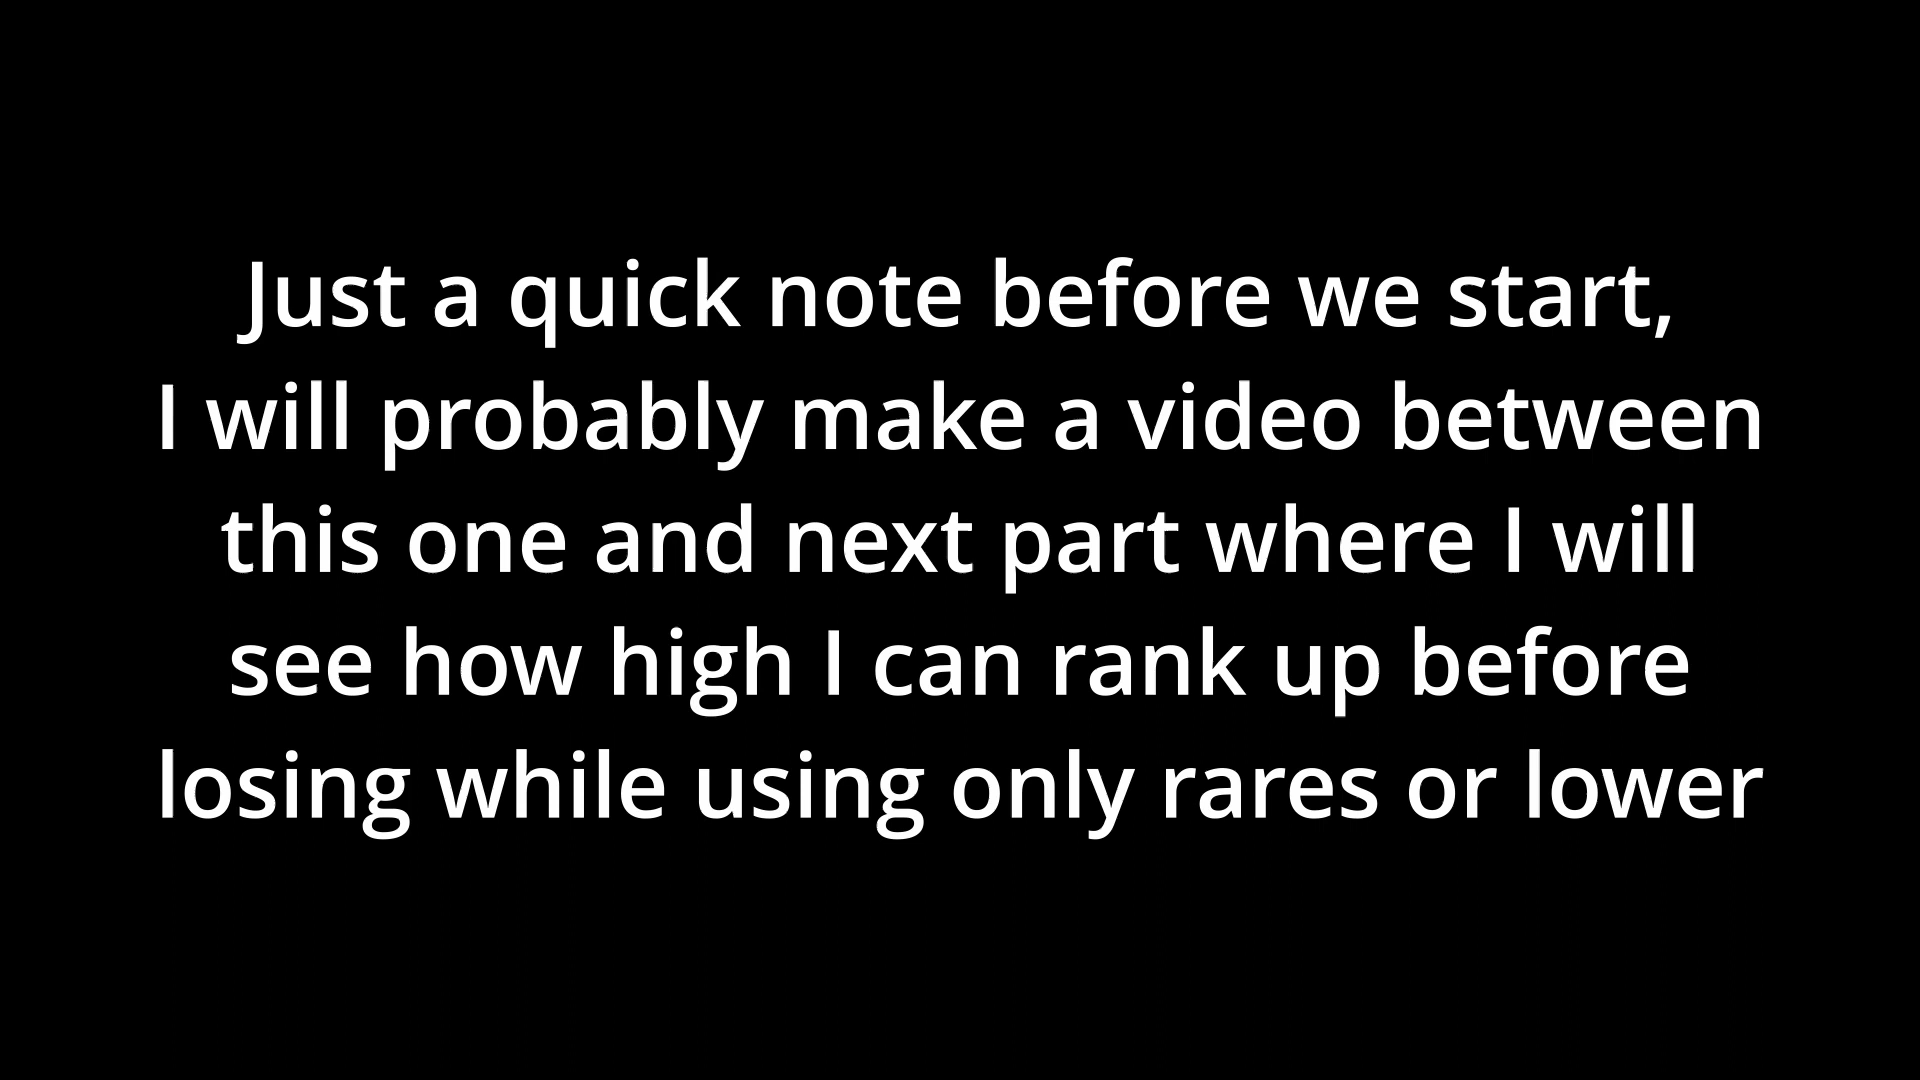 Just a quick note before we start,
I will probably make a video between
this one and next part where I will
see how high I can rank up before
losing while using only rares or lower